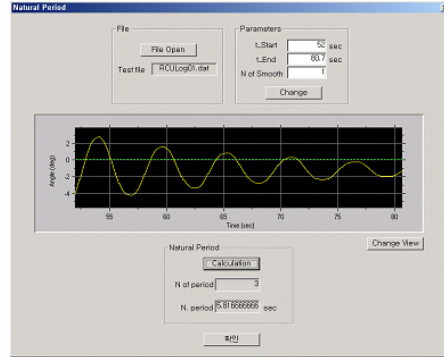 Natural Period
File
File Open
Test file RCULog01.dat
Parameters
t_Start 52 sec
t_End 80.7 sec
N of Smooth 1
Change
Angle (deg)
2
0
-2
-4
55 60 65 70 75 80
Time (sec)
Change View
Natural Period
Calculation
N of period 3
N. period 5.816666666 sec
확인